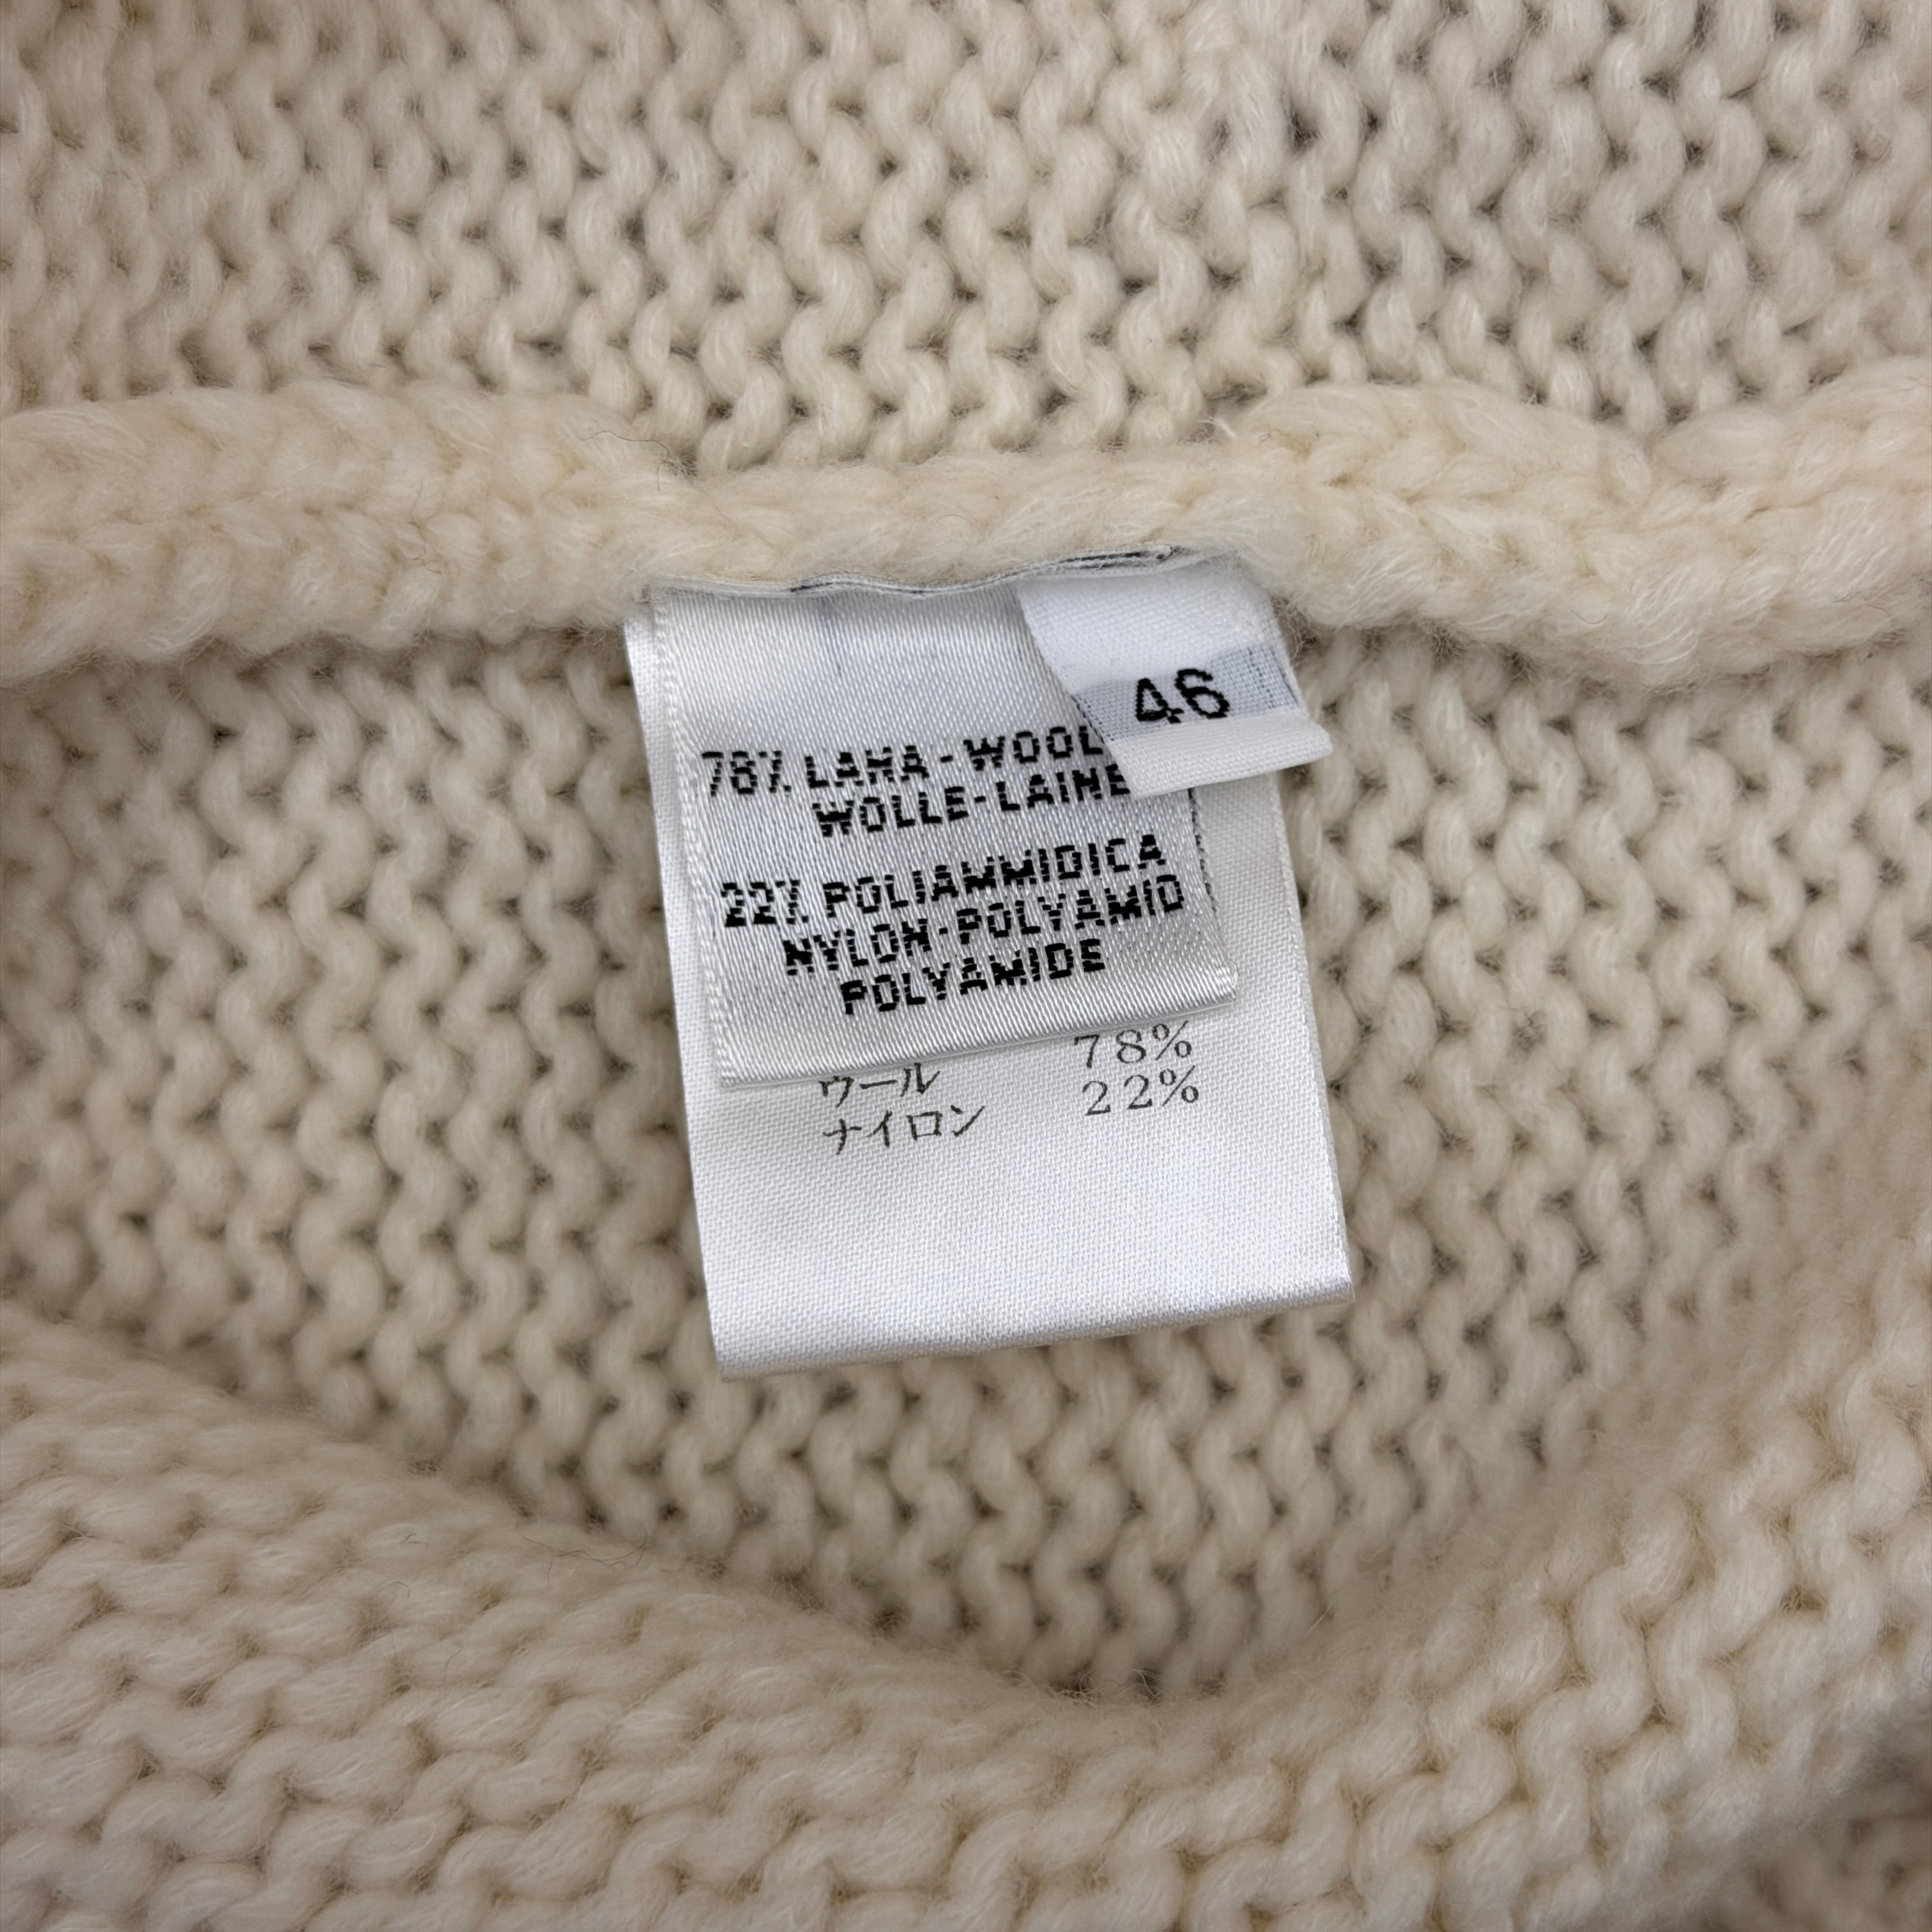 46
78% LANA-WOOL
WOLLE-LAINE
22% POLIAMMIDICA
NYLON-POLYAMID
POLYAMIDE
ウール 78%
ナイロン 22%